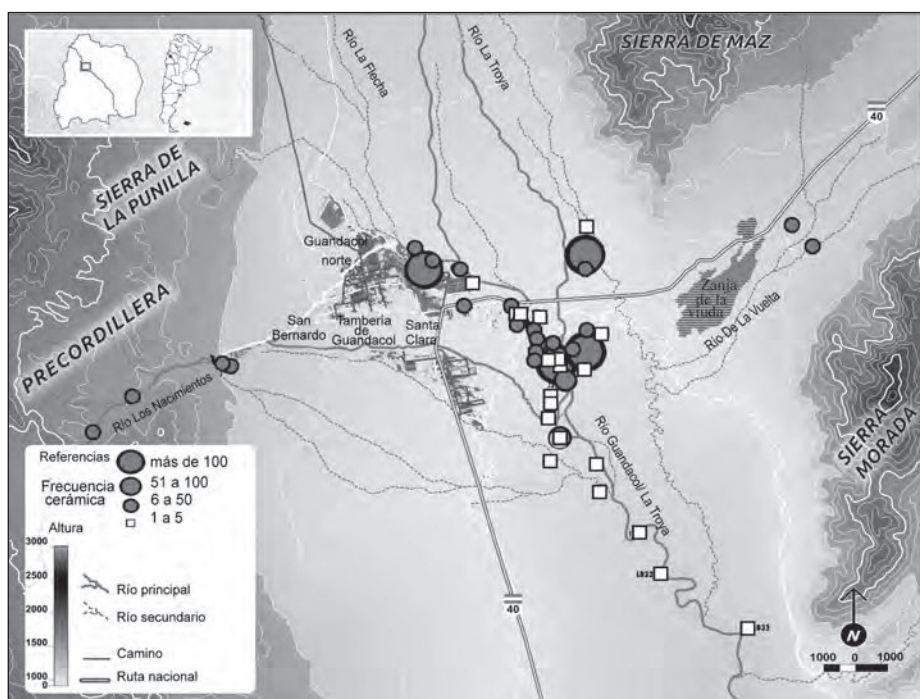 SIERRA DE MAZ
Río La Flecha
Río La Troya
40
SIERRA DE
LA PUNILLA
Guandacol
norte
PRECORDILLERA
San
Bernardo
Tambería
de
Guandacol
Santa
Clara
Zanja
de la
viuda
Río De La Vuelta
Río Los Nacimientos
SIERRA
MORADA
Río Guandacol/ La Troya
Referencias
más de 100
Frecuencia
cerámica
51 a 100
6 a 50
1 a 5
Altura
3000
2500
2000
1500
1000
Río principal
Río secundario
Camino
Ruta nacional
40
N
1000 0 1000